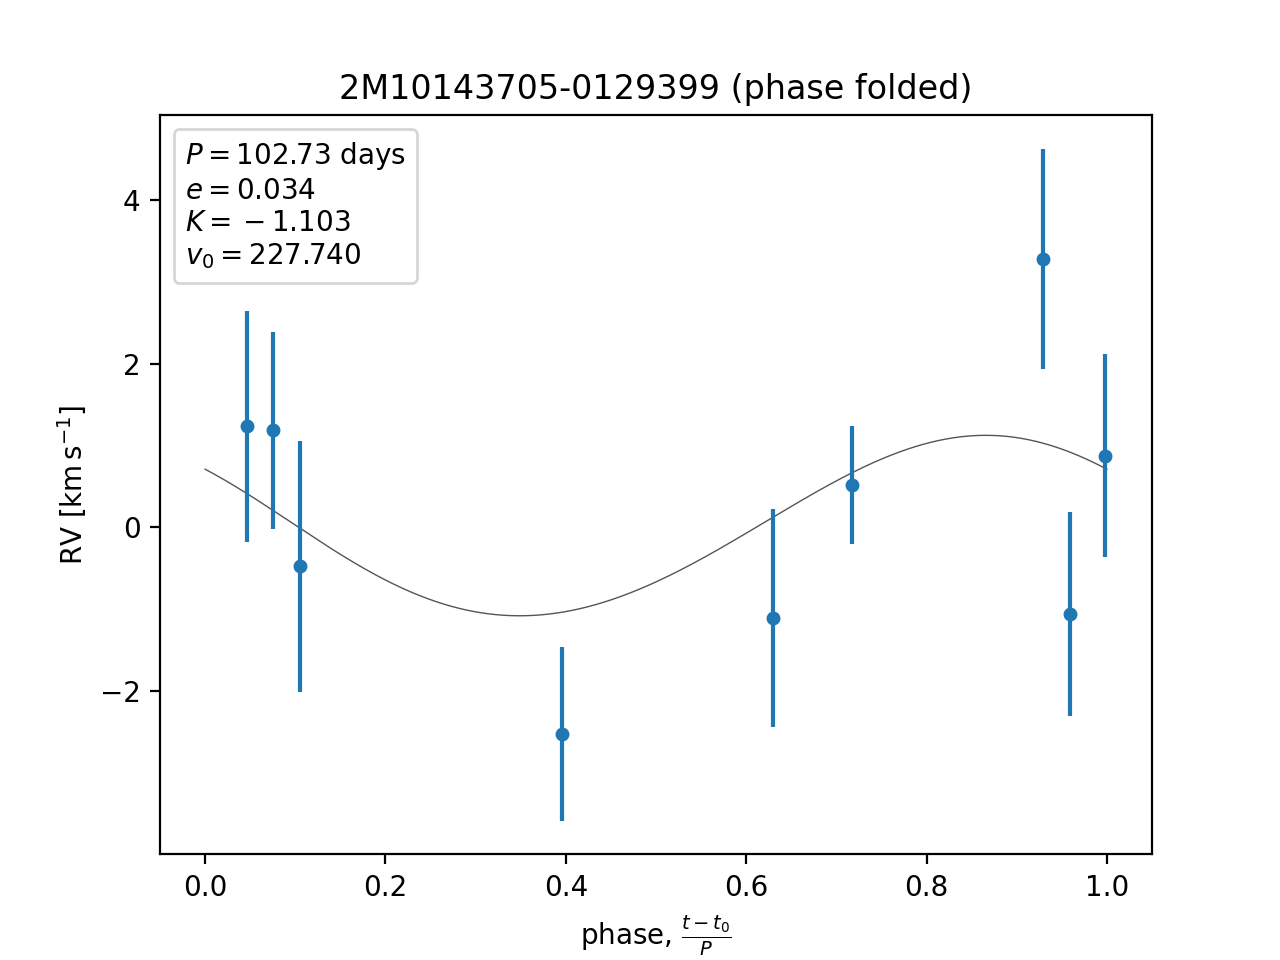 2M10143705-0129399 (phase folded)
P = 102.73 days
e = 0.034
K = −1.103
v₀ = 227.740
4
2
0
−2
RV [km s⁻¹]
0.0 0.2 0.4 0.6 0.8 1.0
phase, (t − t₀)/P